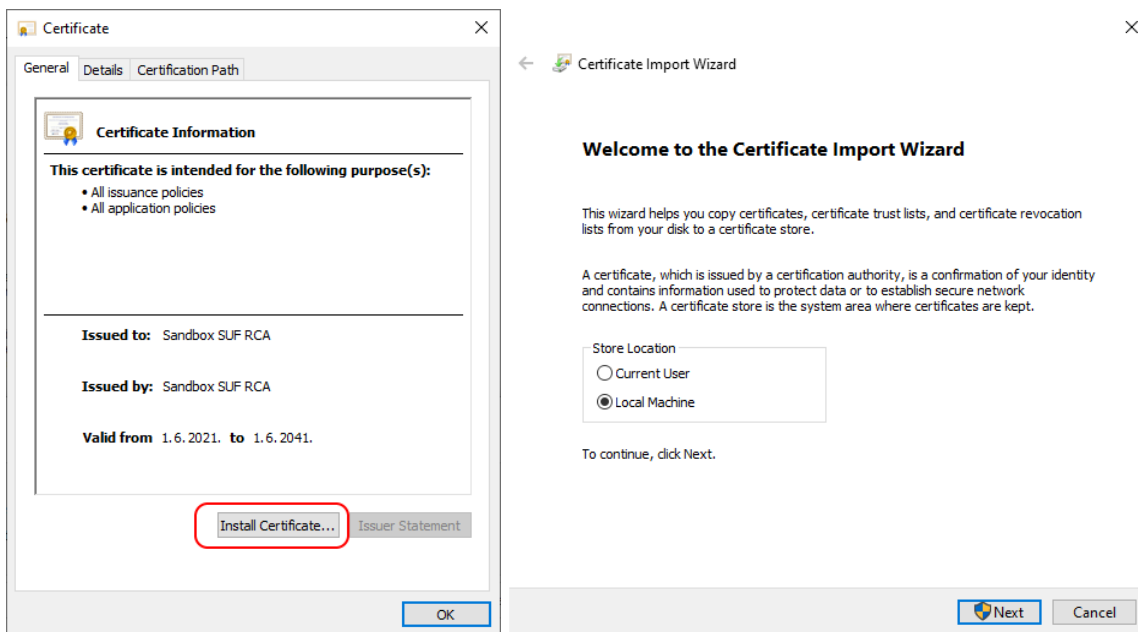 Certificate
General Details Certification Path
Certificate Information
This certificate is intended for the following purpose(s):
• All issuance policies
• All application policies
Issued to: Sandbox SUF RCA
Issued by: Sandbox SUF RCA
Valid from 1.6.2021. to 1.6.2041.
Install Certificate... Issuer Statement
OK
Certificate Import Wizard
Welcome to the Certificate Import Wizard
This wizard helps you copy certificates, certificate trust lists, and certificate revocation
lists from your disk to a certificate store.
A certificate, which is issued by a certification authority, is a confirmation of your identity
and contains information used to protect data or to establish secure network
connections. A certificate store is the system area where certificates are kept.
Store Location
Current User
Local Machine
To continue, click Next.
Next Cancel